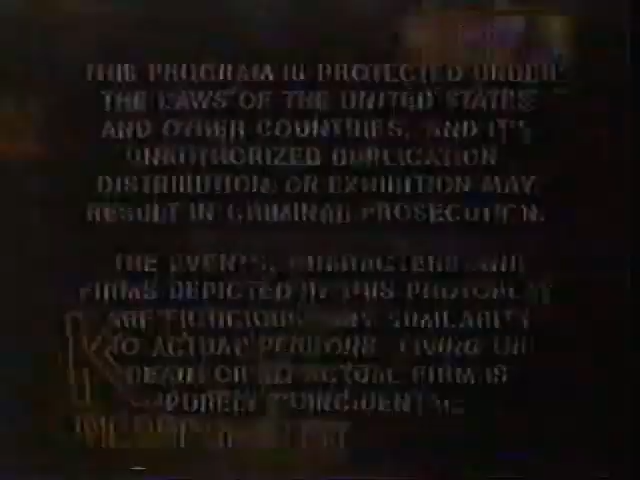 THIS PROGRAM IS PROTECTED UNDER
THE LAWS OF THE UNITED STATES
AND OTHER COUNTRIES, AND IT'S
UNAUTHORIZED DUPLICATION,
DISTRIBUTION, OR EXHIBITION MAY
RESULT IN CRIMINAL PROSECUTION.
THE EVENTS, CHARACTERS AND
FIRMS DEPICTED IN THIS PHOTOPLAY
ARE FICTICIOUS. ANY SIMILARITY
TO ACTUAL PERSONS, LIVING OR
DEAD OR TO ACTUAL FIRM IS
PURELY COINCIDENTAL.
K